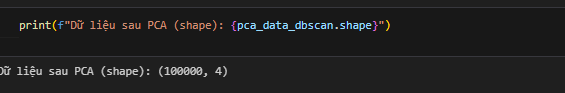 print(f"Dữ liệu sau PCA (shape): {pca_data_dbscan.shape}")
Dữ liệu sau PCA (shape): (100000, 4)